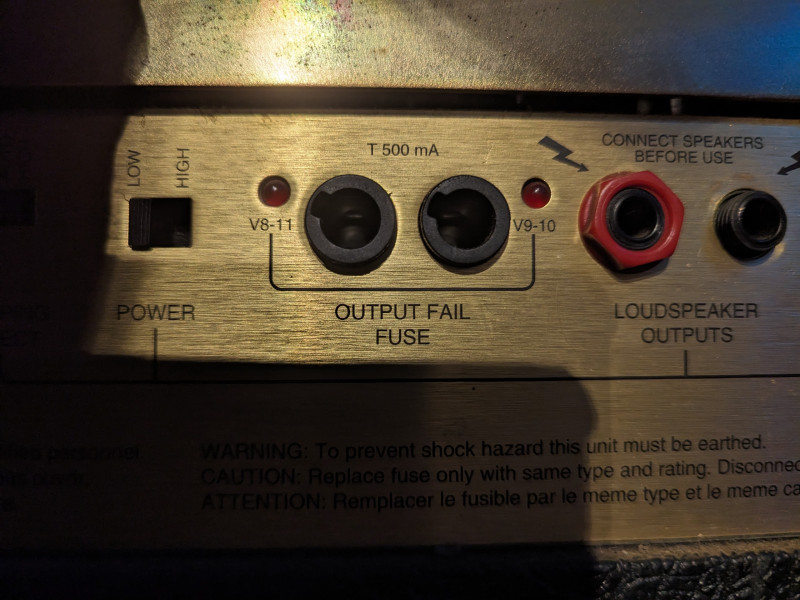 LOW
HIGH
T 500 mA
V8-11
V9-10
CONNECT SPEAKERS
BEFORE USE
POWER
OUTPUT FAIL
FUSE
LOUDSPEAKER
OUTPUTS
WARNING: To prevent shock hazard this unit must be earthed.
CAUTION: Replace fuse only with same type and rating. Disconnec
ATTENTION: Remplacer le fusible par le meme type et le meme ca